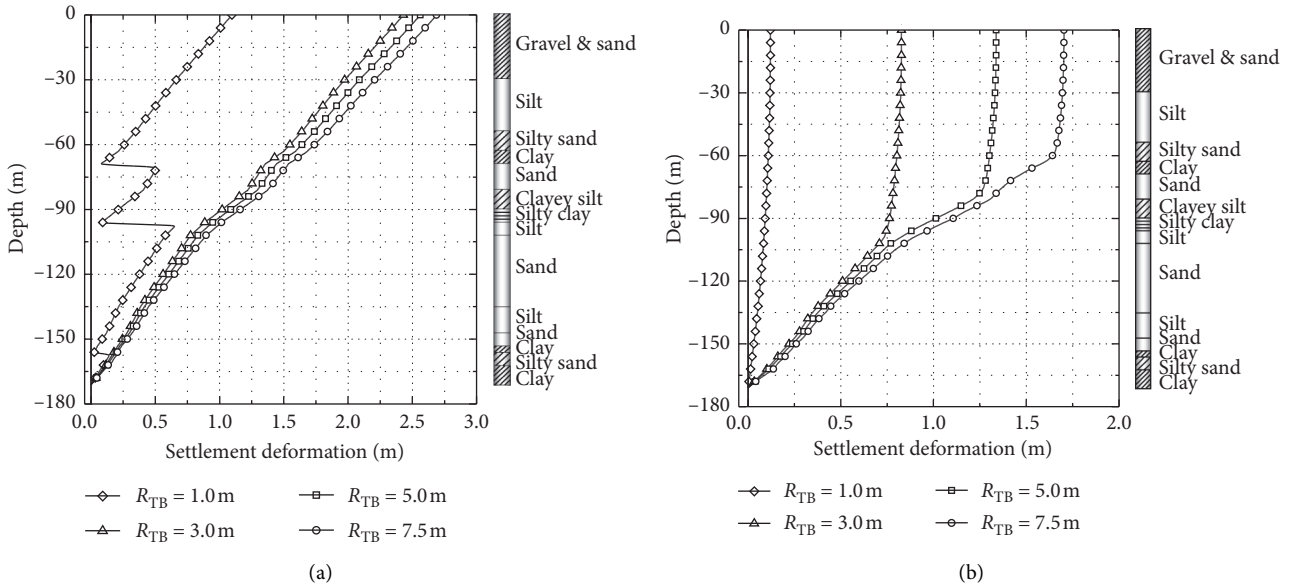 0
–30
–60
–90
–120
–150
–180
Depth (m)
0.0 0.5 1.0 1.5 2.0 2.5 3.0
Settlement deformation (m)
Gravel & sand
Silt
Silty sand
Clay
Sand
Clayey silt
Silty clay
Silt
Sand
Silt
Sand
Clay
Silty sand
Clay
R_TB = 1.0 m
R_TB = 5.0 m
R_TB = 3.0 m
R_TB = 7.5 m
(a)
0
–30
–60
–90
–120
–150
–180
Depth (m)
0.0 0.5 1.0 1.5 2.0
Settlement deformation (m)
Gravel & sand
Silt
Silty sand
Clay
Sand
Clayey silt
Silty clay
Silt
Sand
Silt
Sand
Clay
Silty sand
Clay
R_TB = 1.0 m
R_TB = 5.0 m
R_TB = 3.0 m
R_TB = 7.5 m
(b)